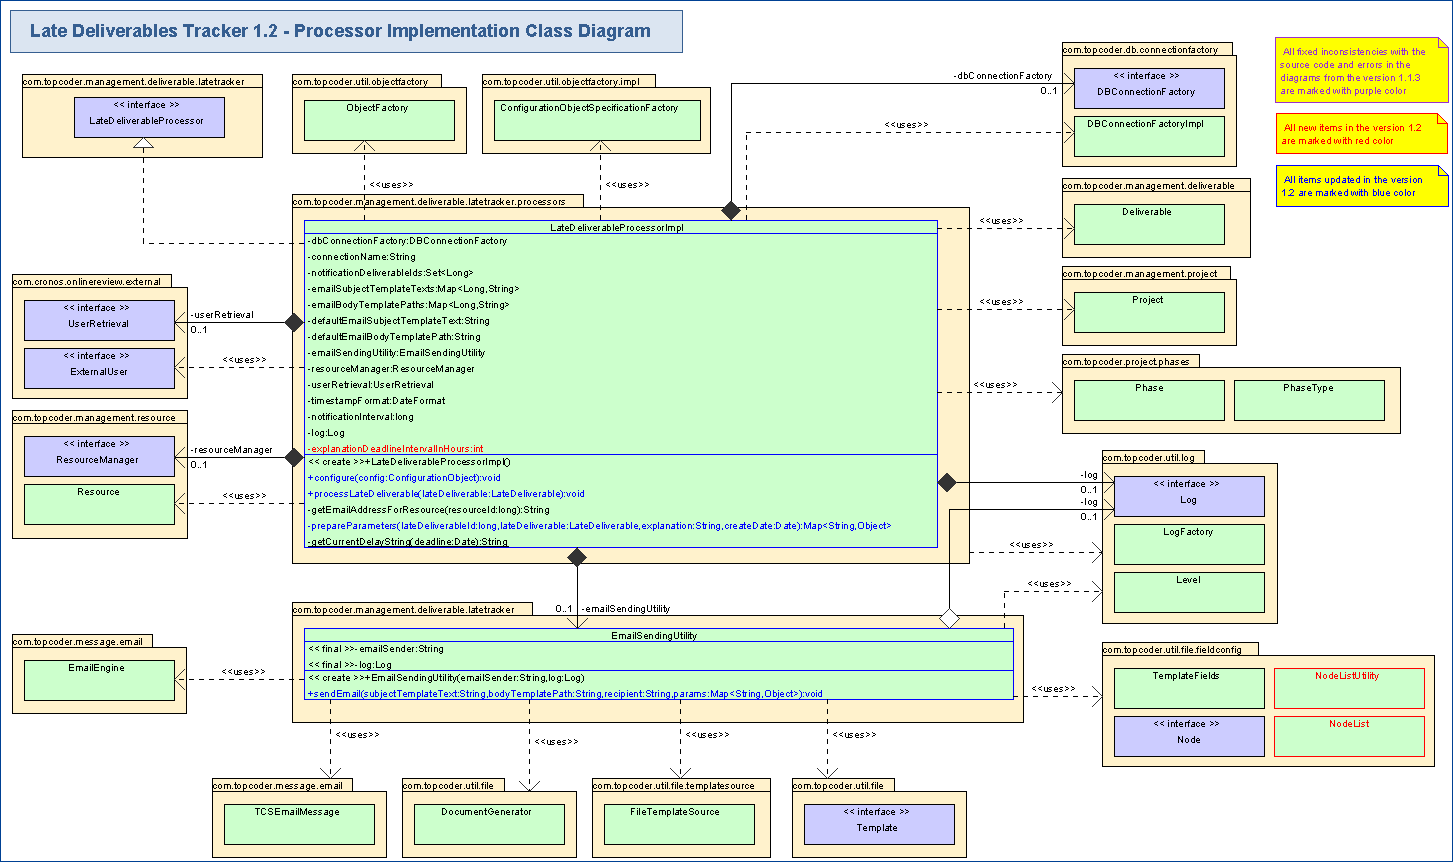 Late Deliverables Tracker 1.2 - Processor Implementation Class Diagram
com.topcoder.management.deliverable.latetracker
<< interface >>
LateDeliverableProcessor
com.topcoder.util.objectfactory
ObjectFactory
com.topcoder.util.objectfactory.impl
ConfigurationObjectSpecificationFactory
com.topcoder.db.connectionfactory
<< interface >>
DBConnectionFactory
DBConnectionFactoryImpl
-dbConnectionFactory
0..1
<<uses>>
All fixed inconsistencies with the
source code and errors in the
diagrams from the version 1.1.3
are marked with purple color
All new items in the version 1.2
are marked with red color
All items updated in the version
1.2 are marked with blue color
<<uses>>
<<uses>>
com.topcoder.management.deliverable.latetracker.processors
LateDeliverableProcessorImpl
-dbConnectionFactory:DBConnectionFactory
-connectionName:String
-notificationDeliverableIds:Set<Long>
-emailSubjectTemplateTexts:Map<Long,String>
-emailBodyTemplatePaths:Map<Long,String>
-defaultEmailSubjectTemplateText:String
-defaultEmailBodyTemplatePath:String
-emailSendingUtility:EmailSendingUtility
-resourceManager:ResourceManager
-userRetrieval:UserRetrieval
-timestampFormat:DateFormat
-notificationInterval:long
-log:Log
-explanationDeadlineIntervalInHours:int
<< create >>+LateDeliverableProcessorImpl()
+configure(config:ConfigurationObject):void
+processLateDeliverable(lateDeliverable:LateDeliverable):void
-getEmailAddressForResource(resourceId:long):String
-prepareParameters(lateDeliverableId:long,lateDeliverable:LateDeliverable,explanation:String,createDate:Date):Map<String,Object>
-getCurrentDelayString(deadline:Date):String
com.cronos.onlinereview.external
<< interface >>
UserRetrieval
<< interface >>
ExternalUser
-userRetrieval
0..1
<<uses>>
com.topcoder.management.resource
<< interface >>
ResourceManager
Resource
-resourceManager
0..1
<<uses>>
<<uses>>
com.topcoder.management.deliverable
Deliverable
<<uses>>
com.topcoder.management.project
Project
<<uses>>
com.topcoder.project.phases
Phase
PhaseType
com.topcoder.util.log
<< interface >>
Log
LogFactory
Level
-log
0..1
-log
0..1
<<uses>>
<<uses>>
0..1
-emailSendingUtility
com.topcoder.management.deliverable.latetracker
EmailSendingUtility
<< final >>-emailSender:String
<< final >>-log:Log
<< create >>+EmailSendingUtility(emailSender:String,log:Log)
+sendEmail(subjectTemplateText:String,bodyTemplatePath:String,recipient:String,params:Map<String,Object>):void
com.topcoder.message.email
EmailEngine
<<uses>>
<<uses>>
com.topcoder.util.file.fieldconfig
TemplateFields
NodeListUtility
<< interface >>
Node
NodeList
<<uses>>
<<uses>>
<<uses>>
<<uses>>
com.topcoder.message.email
TCSEmailMessage
com.topcoder.util.file
DocumentGenerator
com.topcoder.util.file.templatesource
FileTemplateSource
com.topcoder.util.file
<< interface >>
Template